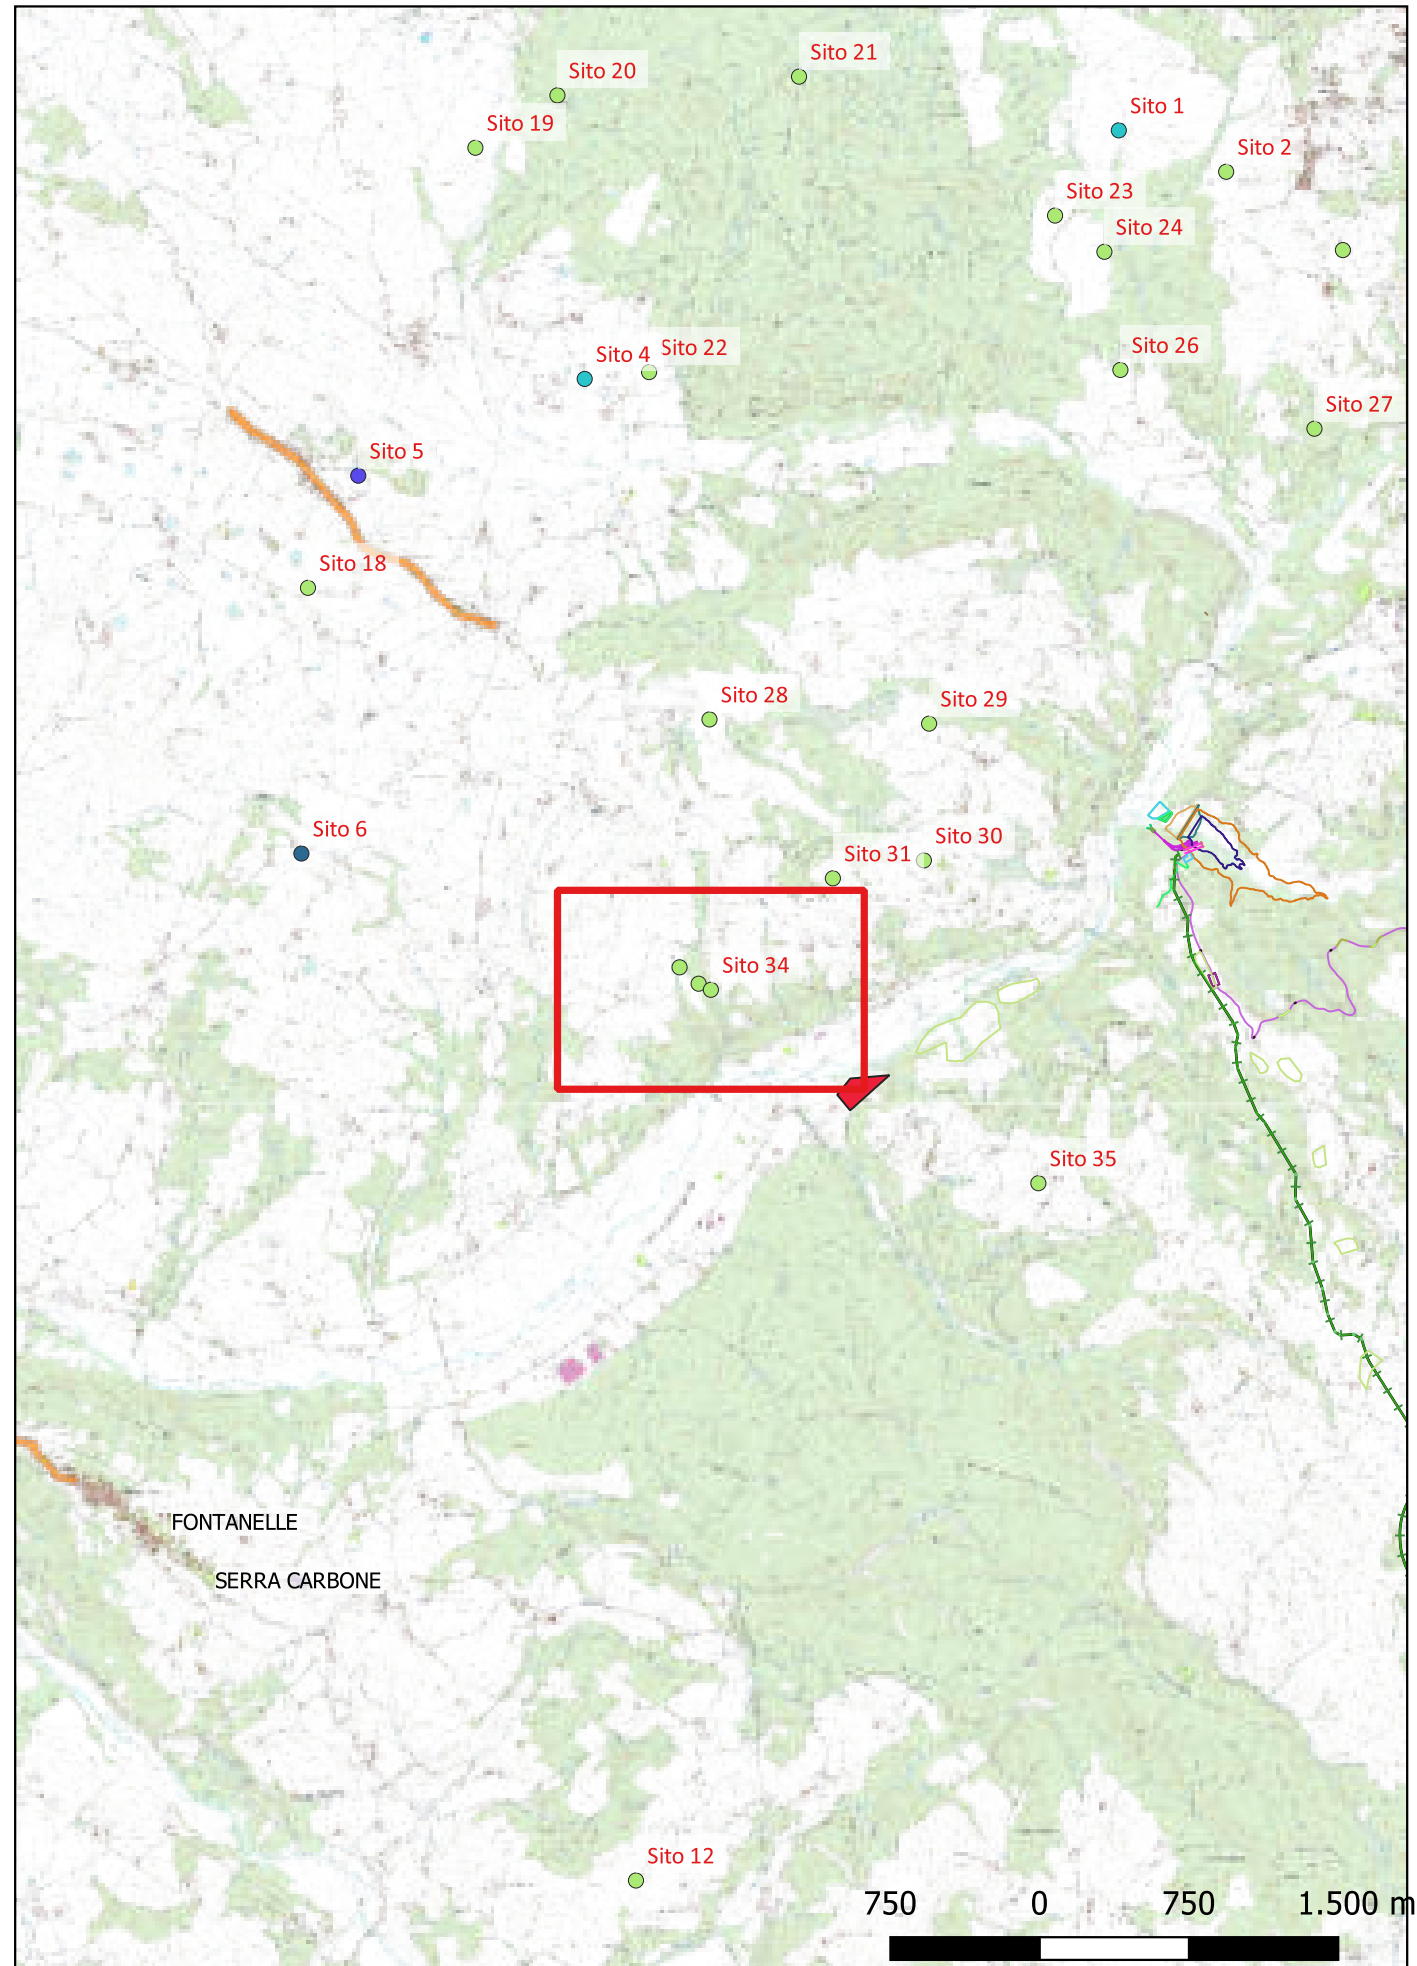 Sito 21
Sito 20
Sito 1
Sito 19
Sito 2
Sito 23
Sito 24
Sito 26
Sito 4
Sito 22
Sito 27
Sito 5
Sito 18
Sito 28
Sito 29
Sito 6
Sito 30
Sito 31
Sito 34
Sito 35
FONTANELLE
SERRA CARBONE
Sito 12
750 0 750 1.500 m